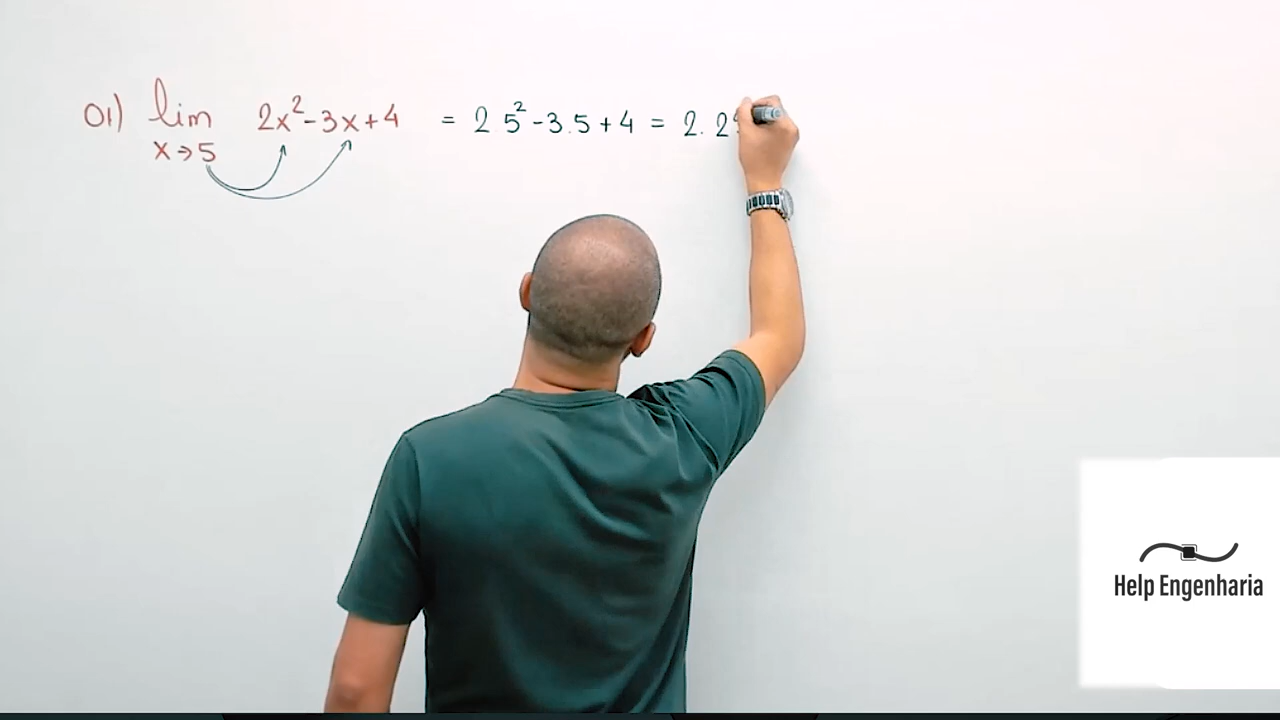 01) lim 2x²-3x+4 = 2.5²-3.5+4 = 2.2
x→5
Help Engenharia